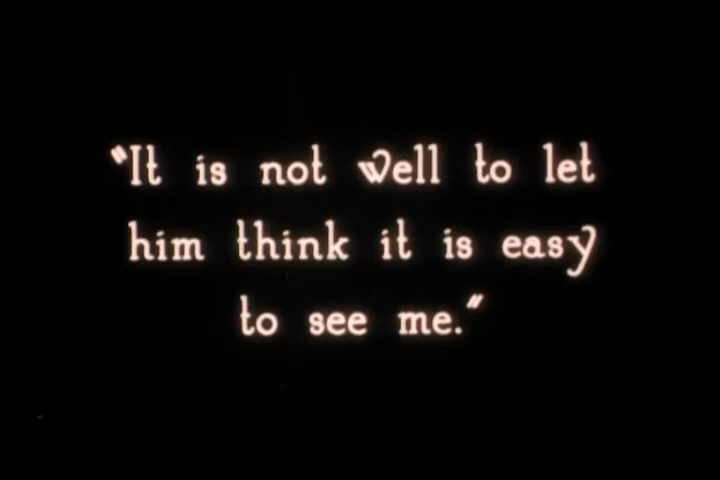 "It is not well to let
him think it is easy
to see me."